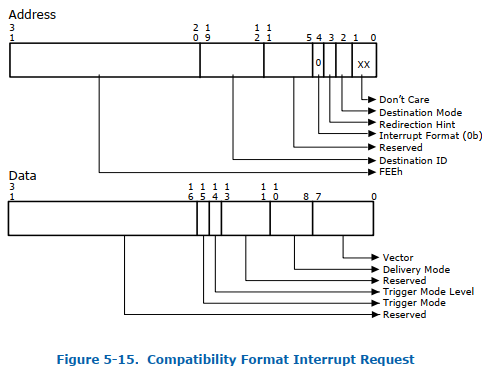 Address
3 1 2 0 1 9 1 2 1 1 5 4 3 2 1 0
0 XX
Don't Care
Destination Mode
Redirection Hint
Interrupt Format (0b)
Reserved
Destination ID
FEEh
Data
3 1 1 6 1 5 1 4 1 3 1 1 1 0 8 7 0
Vector
Delivery Mode
Reserved
Trigger Mode Level
Trigger Mode
Reserved
Figure 5-15. Compatibility Format Interrupt Request